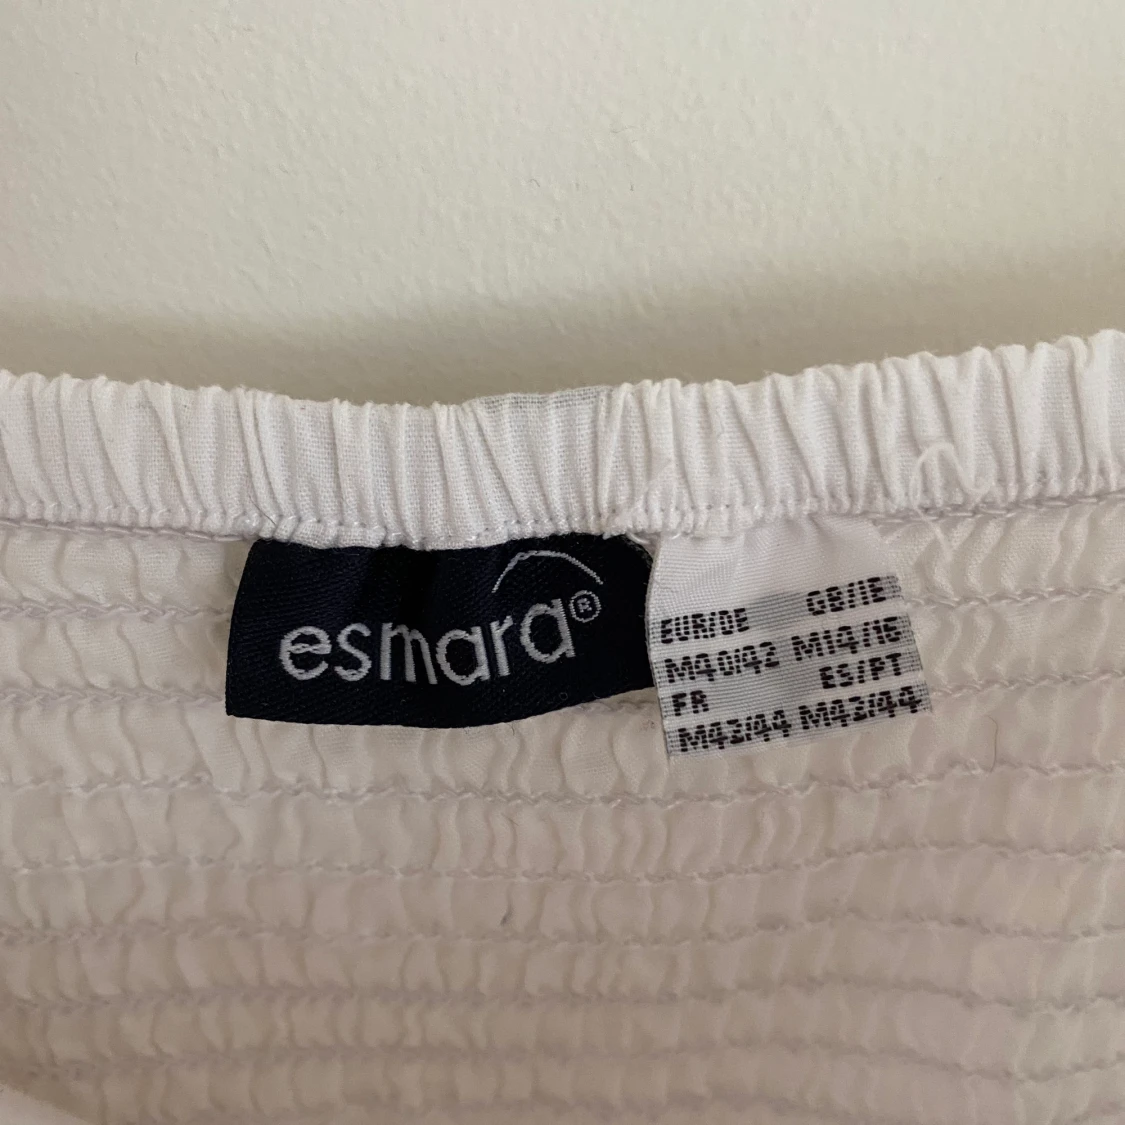 esmara®
EUR/DE GB/IE
M40/42 M14/16
FR ES/PT
M42/44 M42/44